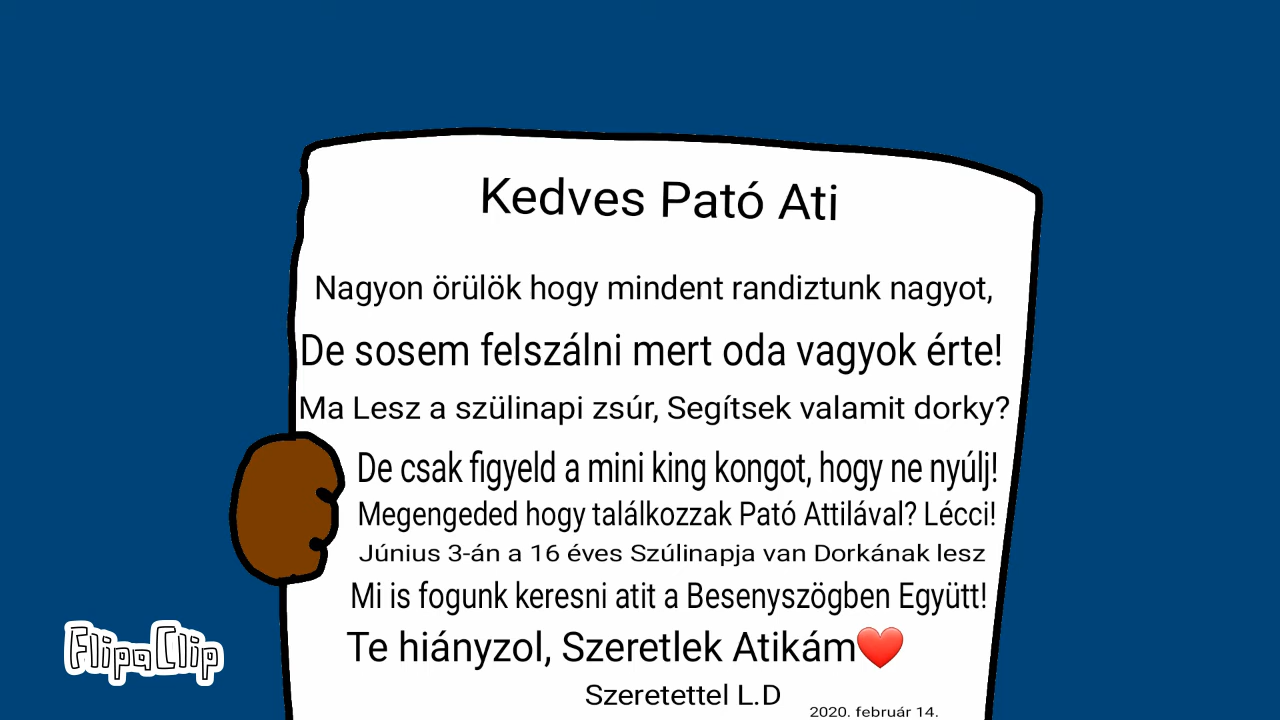 Kedves Pató Ati
Nagyon örülök hogy mindent randiztunk nagyot,
De sosem felszálni mert oda vagyok érte!
Ma Lesz a szülinapi zsúr, Segítsek valamit dorky?
De csak figyeld a mini king kongot, hogy ne nyúlj!
Megengeded hogy találkozzak Pató Attilával? Lécci!
Június 3-án a 16 éves Szúlinapja van Dorkának lesz
Mi is fogunk keresni atit a Besenyszögben Együtt!
Te hiányzol, Szeretlek Atikám❤️
Szeretettel L.D
2020. február 14.
FlipaClip